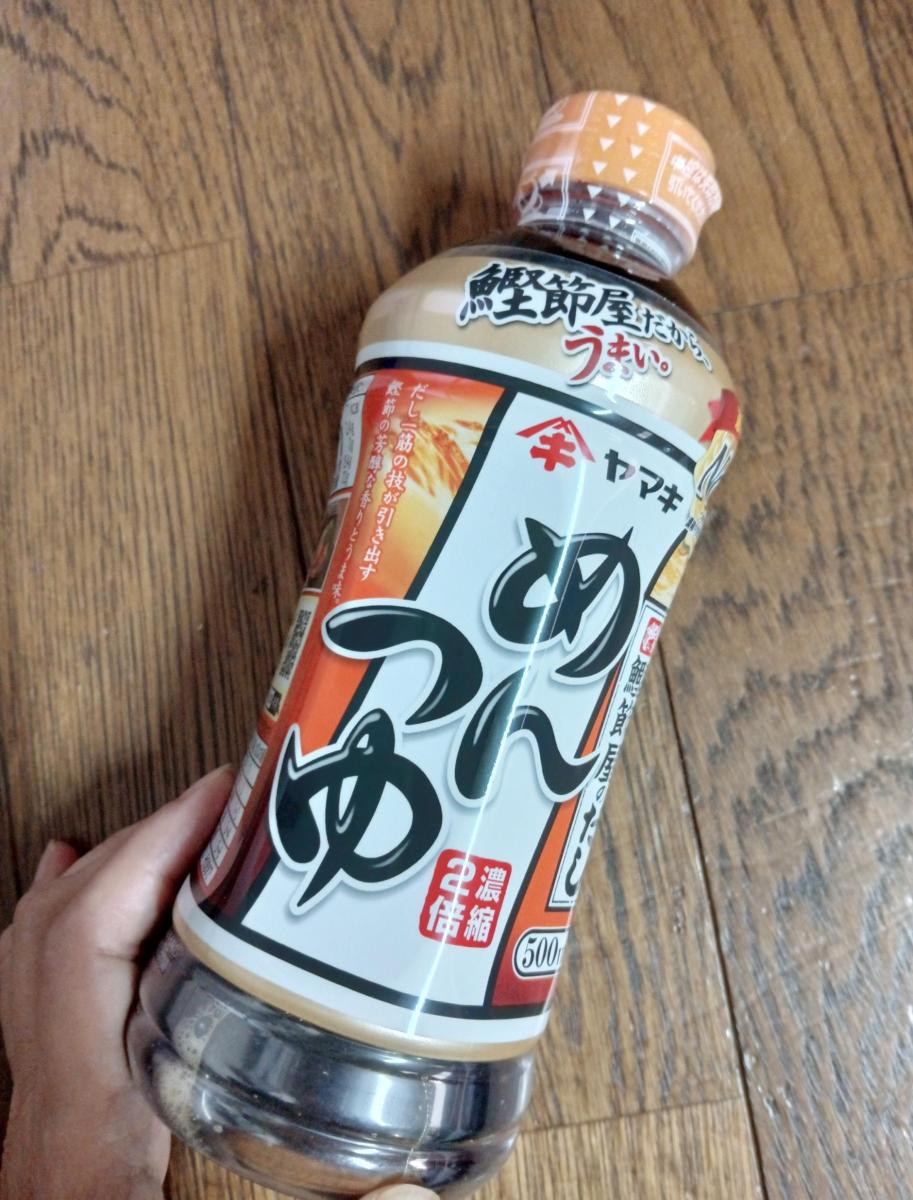 鰹節屋だから、
うまい。
だし一筋の技が引き出す
鰹節の芳醇な香りとうま味。
キ
ヤマキ
めん
つゆ
濃縮
2倍
鰹節屋のだし
500